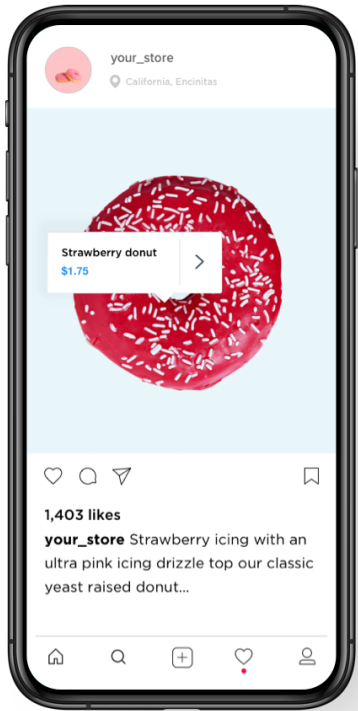 your_store
California, Encinitas
Strawberry donut
$1.75
1,403 likes
your_store Strawberry icing with an
ultra pink icing drizzle top our classic
yeast raised donut...